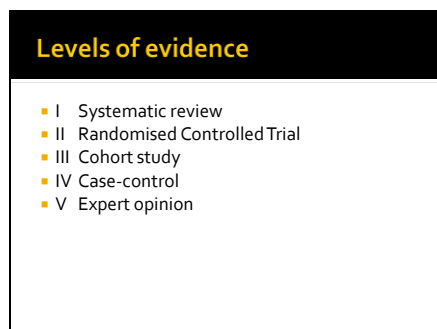 Levels of evidence
▪ I Systematic review
▪ II Randomised Controlled Trial
▪ III Cohort study
▪ IV Case-control
▪ V Expert opinion